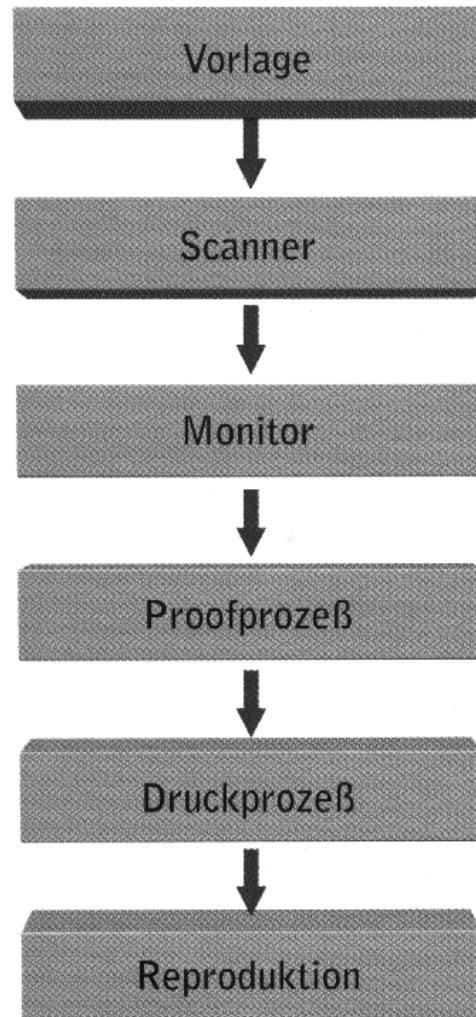 Vorlage
Scanner
Monitor
Proofprozeß
Druckprozeß
Reproduktion